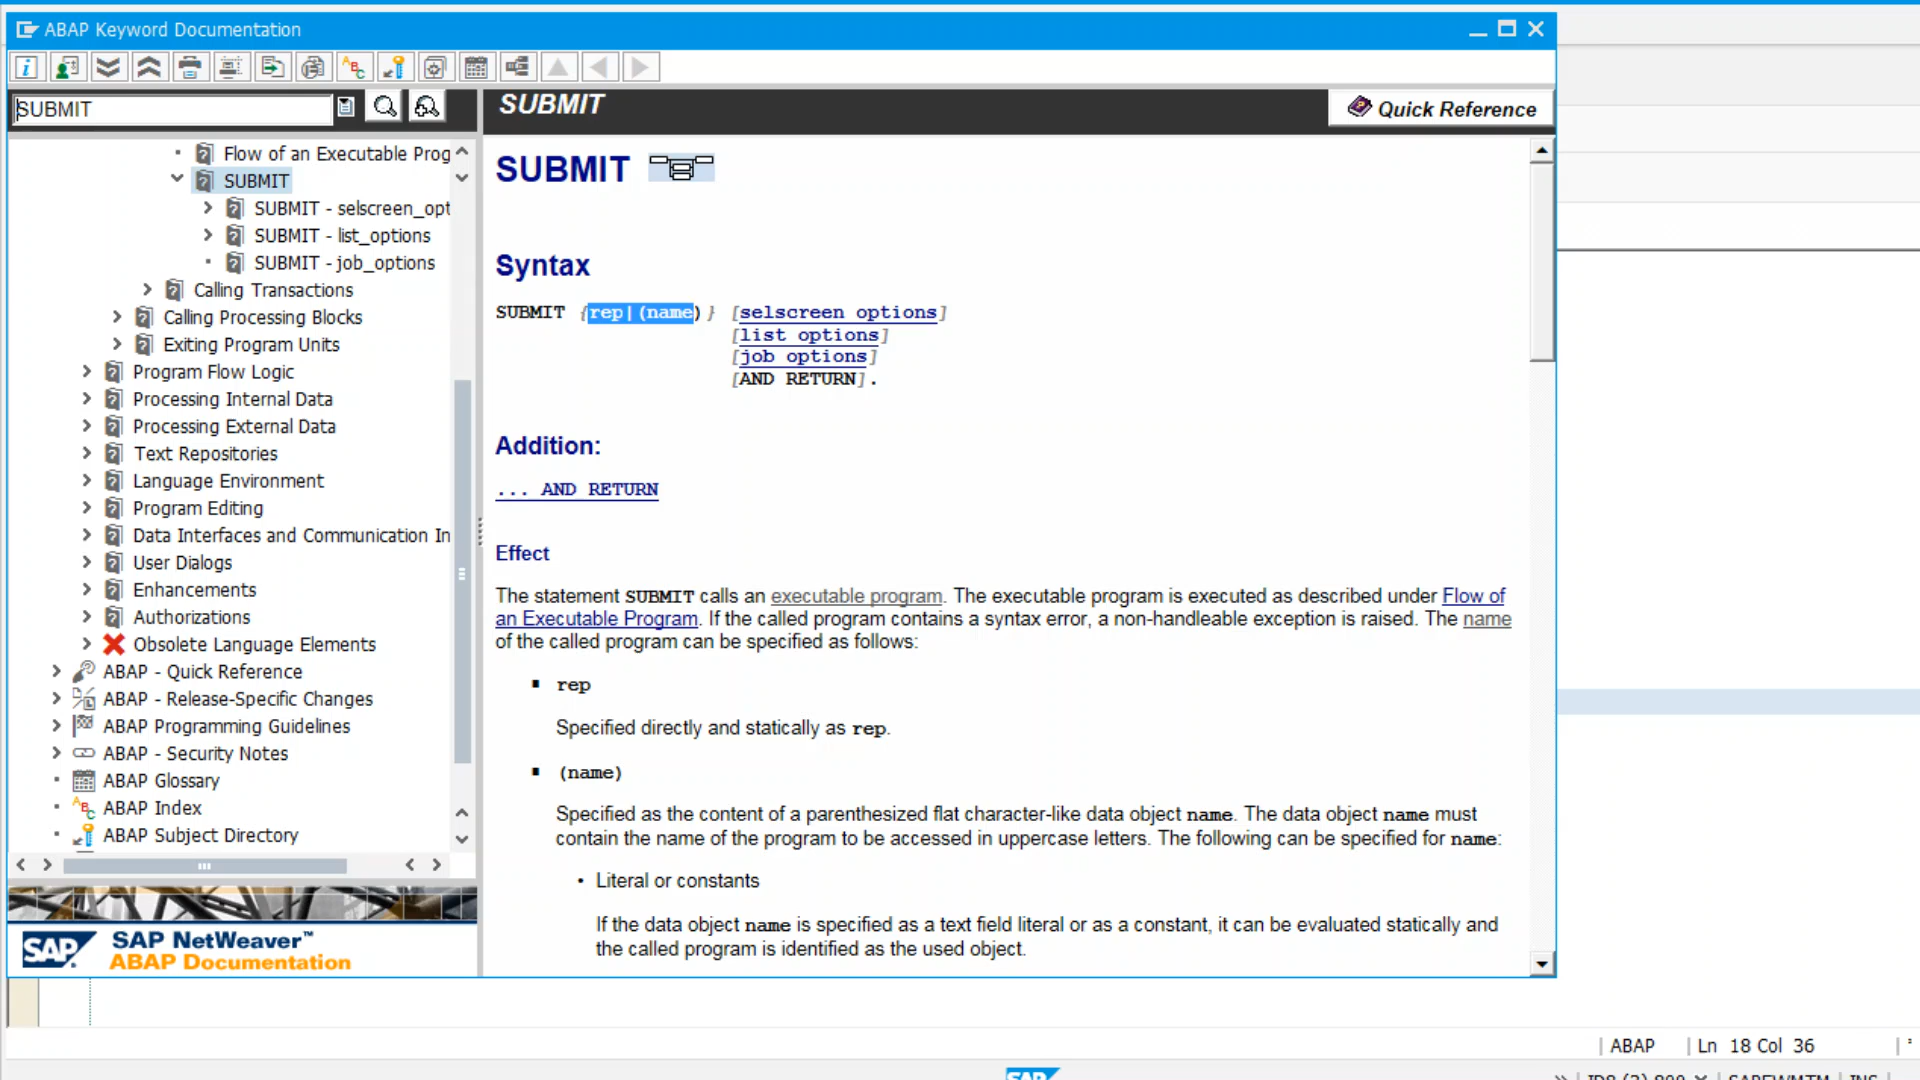 ABAP Keyword Documentation
SUBMIT
SUBMIT
Quick Reference
Flow of an Executable Prog
SUBMIT
SUBMIT - selscreen_opt
SUBMIT - list_options
SUBMIT - job_options
Calling Transactions
Calling Processing Blocks
Exiting Program Units
Program Flow Logic
Processing Internal Data
Processing External Data
Text Repositories
Language Environment
Program Editing
Data Interfaces and Communication In
User Dialogs
Enhancements
Authorizations
Obsolete Language Elements
ABAP - Quick Reference
ABAP - Release-Specific Changes
ABAP Programming Guidelines
ABAP - Security Notes
ABAP Glossary
ABAP Index
ABAP Subject Directory
SAP NetWeaver™
ABAP Documentation
SUBMIT
Syntax
SUBMIT {rep|(name)} [selscreen options]
[list options]
[job options]
[AND RETURN].
Addition:
... AND RETURN
Effect
The statement SUBMIT calls an executable program. The executable program is executed as described under Flow of
an Executable Program. If the called program contains a syntax error, a non-handleable exception is raised. The name
of the called program can be specified as follows:
▪ rep
Specified directly and statically as rep.
▪ (name)
Specified as the content of a parenthesized flat character-like data object name. The data object name must
contain the name of the program to be accessed in uppercase letters. The following can be specified for name:
• Literal or constants
If the data object name is specified as a text field literal or as a constant, it can be evaluated statically and
the called program is identified as the used object.
ABAP
Ln 18 Col 36
SAP